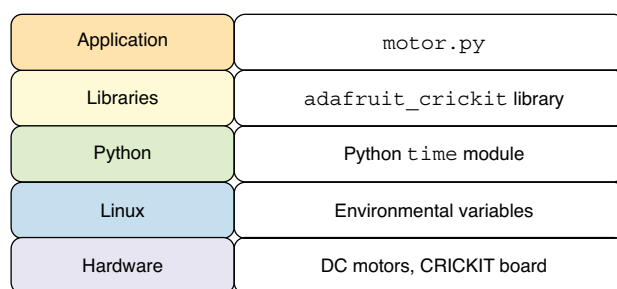 Application motor.py
Libraries adafruit_crickit library
Python Python time module
Linux Environmental variables
Hardware DC motors, CRICKIT board